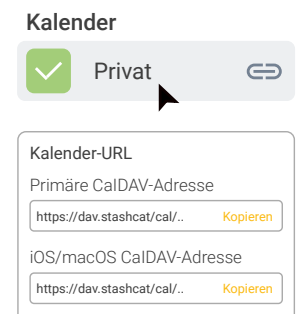 Kalender
Privat
Kalender-URL
Primäre CalDAV-Adresse
https://dav.stashcat/cal/.. Kopieren
iOS/macOS CalDAV-Adresse
https://dav.stashcat/cal/.. Kopieren